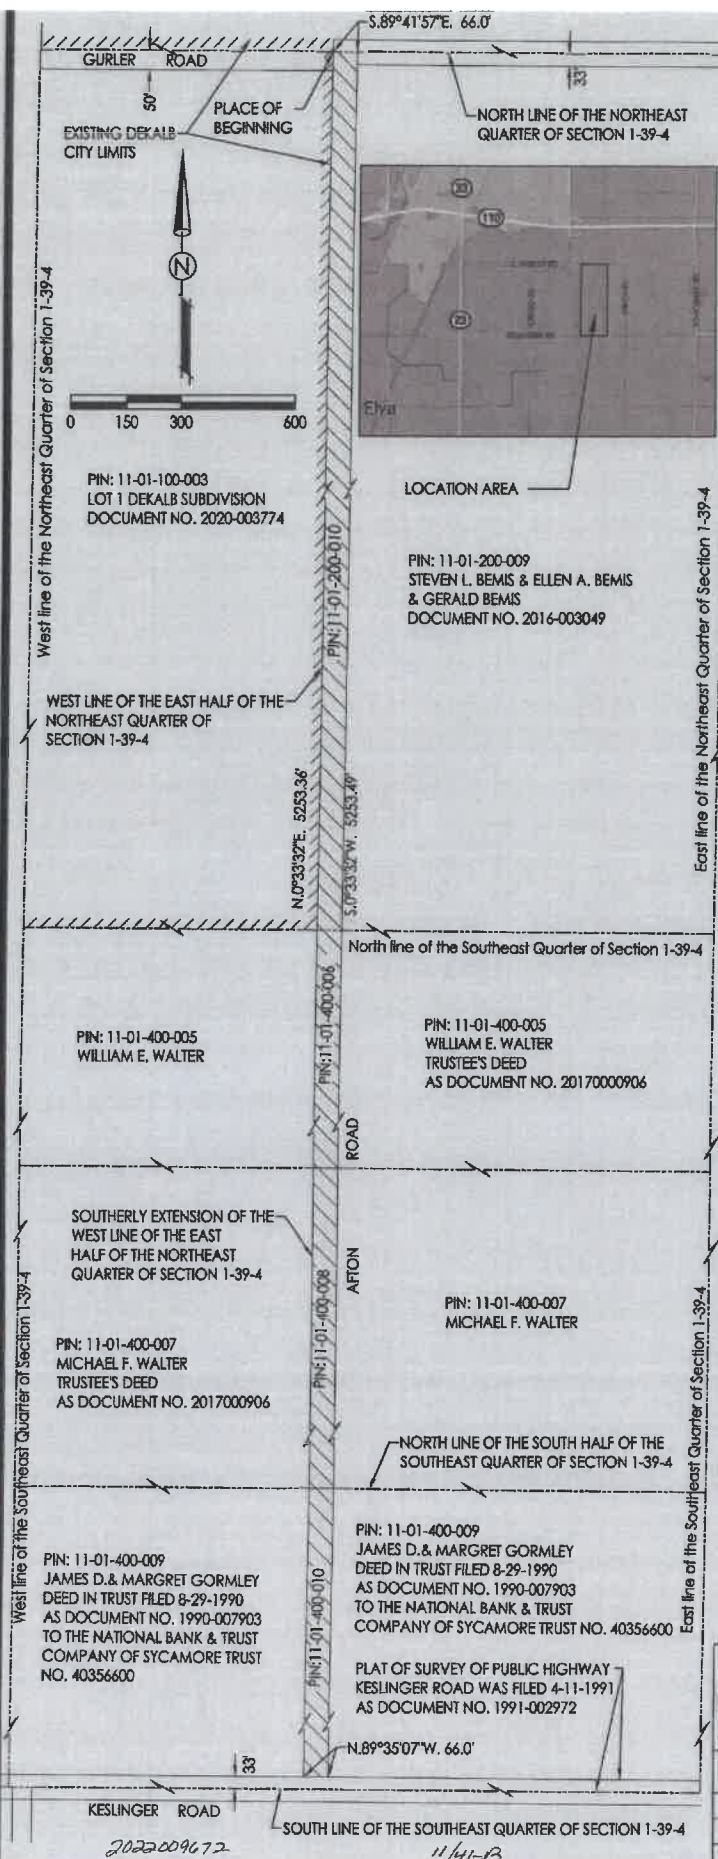 S.89°41'57"E. 66.0'
GURLER ROAD
50'
33'
PLACE OF
BEGINNING
EXISTING DEKALB
CITY LIMITS
NORTH LINE OF THE NORTHEAST
QUARTER OF SECTION 1-39-4
N
110
Elva
0 150 300 600
LOCATION AREA
West line of the Northeast Quarter of Section 1-39-4
PIN: 11-01-100-003
LOT 1 DEKALB SUBDIVISION
DOCUMENT NO. 2020-003774
PIN:11-01-200-010
PIN: 11-01-200-009
STEVEN L. BEMIS & ELLEN A. BEMIS
& GERALD BEMIS
DOCUMENT NO. 2016-003049
East line of the Northeast Quarter of Section 1-39-4
WEST LINE OF THE EAST HALF OF THE
NORTHEAST QUARTER OF
SECTION 1-39-4
N.0°33'32"E. 5253.36'
S.0°33'32"W. 5253.49'
North line of the Southeast Quarter of Section 1-39-4
PIN: 11-01-400-005
WILLIAM E. WALTER
PIN:11-01-400-006
PIN: 11-01-400-005
WILLIAM E. WALTER
TRUSTEE'S DEED
AS DOCUMENT NO. 20170000906
AFTON ROAD
SOUTHERLY EXTENSION OF THE
WEST LINE OF THE EAST
HALF OF THE NORTHEAST
QUARTER OF SECTION 1-39-4
PIN:11-01-400-008
PIN: 11-01-400-007
MICHAEL F. WALTER
PIN: 11-01-400-007
MICHAEL F. WALTER
TRUSTEE'S DEED
AS DOCUMENT NO. 2017000906
NORTH LINE OF THE SOUTH HALF OF THE
SOUTHEAST QUARTER OF SECTION 1-39-4
West line of the Southeast Quarter of Section 1-39-4
PIN: 11-01-400-009
JAMES D.& MARGRET GORMLEY
DEED IN TRUST FILED 8-29-1990
AS DOCUMENT NO. 1990-007903
TO THE NATIONAL BANK & TRUST
COMPANY OF SYCAMORE TRUST
NO. 40356600
PIN:11-01-400-010
PIN: 11-01-400-009
JAMES D.& MARGRET GORMLEY
DEED IN TRUST FILED 8-29-1990
AS DOCUMENT NO. 1990-007903
TO THE NATIONAL BANK & TRUST
COMPANY OF SYCAMORE TRUST NO. 40356600
East line of the Southeast Quarter of Section 1-39-4
PLAT OF SURVEY OF PUBLIC HIGHWAY
KESLINGER ROAD WAS FILED 4-11-1991
AS DOCUMENT NO. 1991-002972
N.89°35'07"W. 66.0'
33'
KESLINGER ROAD
SOUTH LINE OF THE SOUTHEAST QUARTER OF SECTION 1-39-4
2022009672
11/41-B